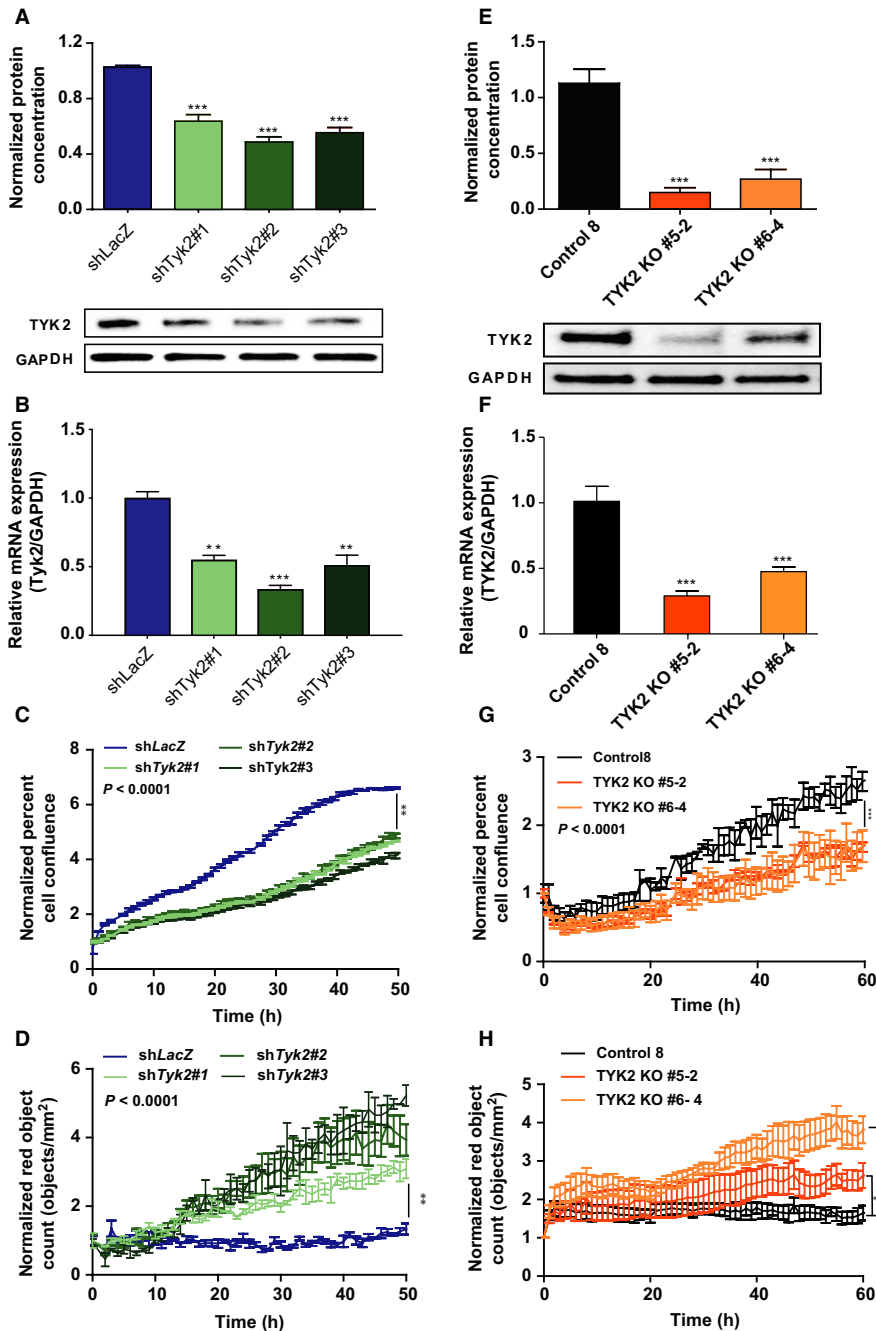 A
Normalized protein
concentration
1.2
0.8
0.4
0.0
***
***
***
shLacZ
shTyk2#1
shTyk2#2
shTyk2#3
TYK2
GAPDH
B
Relative mRNA expression
(Tyk2/GAPDH)
1.5
1.0
0.5
0.0
**
***
**
shLacZ
shTyk2#1
shTyk2#2
shTyk2#3
C
Normalized percent
cell confluence
8
6
4
2
0
shLacZ
shTyk2#2
shTyk2#1
shTyk2#3
P < 0.0001
**
0 10 20 30 40 50
Time (h)
D
Normalized red object
count (objects/mm2)
6
4
2
0
shLacZ
shTyk2#2
shTyk2#1
shTyk2#3
P < 0.0001
**
0 10 20 30 40 50
Time (h)
E
Normalized protein
concentration
1.5
1.0
0.5
0.0
***
***
Control 8
TYK2 KO #5-2
TYK2 KO #6-4
TYK2
GAPDH
F
Relative mRNA expression
(TYK2/GAPDH)
1.5
1.0
0.5
0
***
***
Control 8
TYK2 KO #5-2
TYK2 KO #6-4
G
Normalized percent
cell confluence
3
2
1
0
Control8
TYK2 KO #5-2
TYK2 KO #6-4
P < 0.0001
***
0 20 40 60
Time (h)
H
Normalized red object
count (objects/mm2)
5
4
3
2
1
0
Control 8
TYK2 KO #5-2
TYK2 KO #6- 4
0 20 40 60
Time (h)